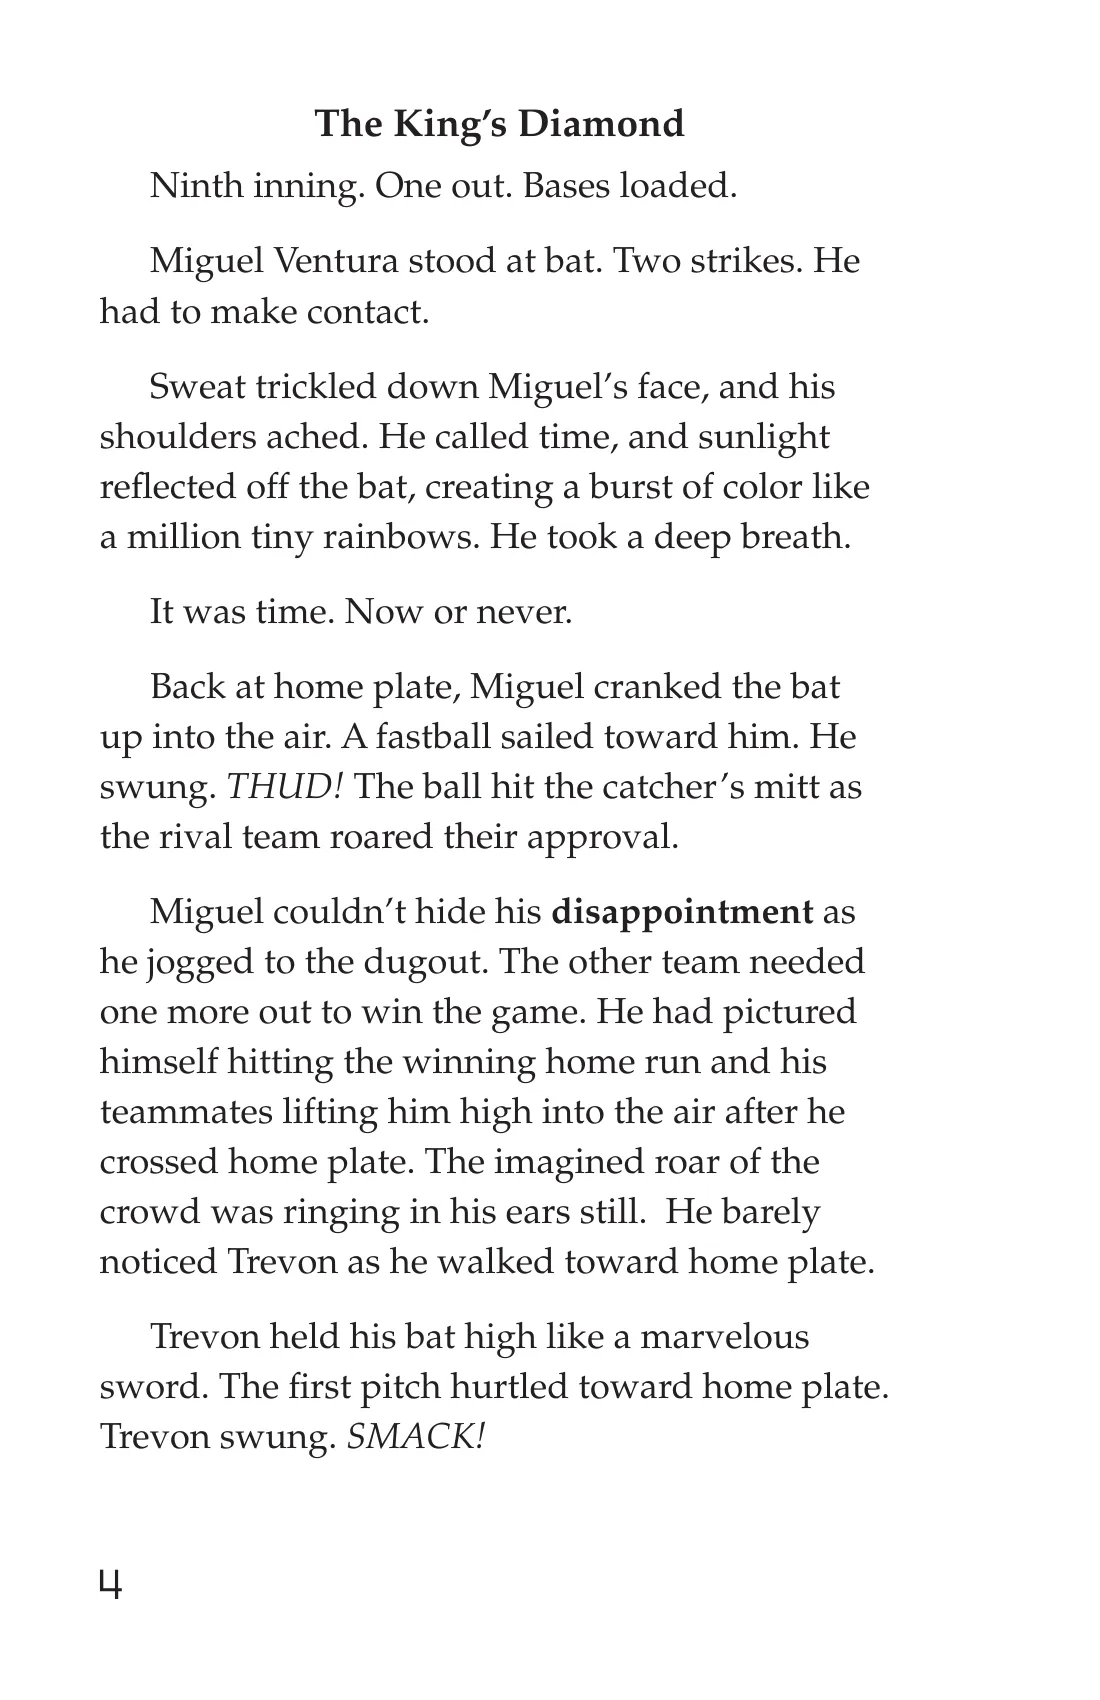 The King’s Diamond
Ninth inning. One out. Bases loaded.
Miguel Ventura stood at bat. Two strikes. He
had to make contact.
Sweat trickled down Miguel’s face, and his
shoulders ached. He called time, and sunlight
reflected off the bat, creating a burst of color like
a million tiny rainbows. He took a deep breath.
It was time. Now or never.
Back at home plate, Miguel cranked the bat
up into the air. A fastball sailed toward him. He
swung. THUD! The ball hit the catcher’s mitt as
the rival team roared their approval.
Miguel couldn’t hide his disappointment as
he jogged to the dugout. The other team needed
one more out to win the game. He had pictured
himself hitting the winning home run and his
teammates lifting him high into the air after he
crossed home plate. The imagined roar of the
crowd was ringing in his ears still.  He barely
noticed Trevon as he walked toward home plate.
Trevon held his bat high like a marvelous
sword. The first pitch hurtled toward home plate.
Trevon swung. SMACK!
4